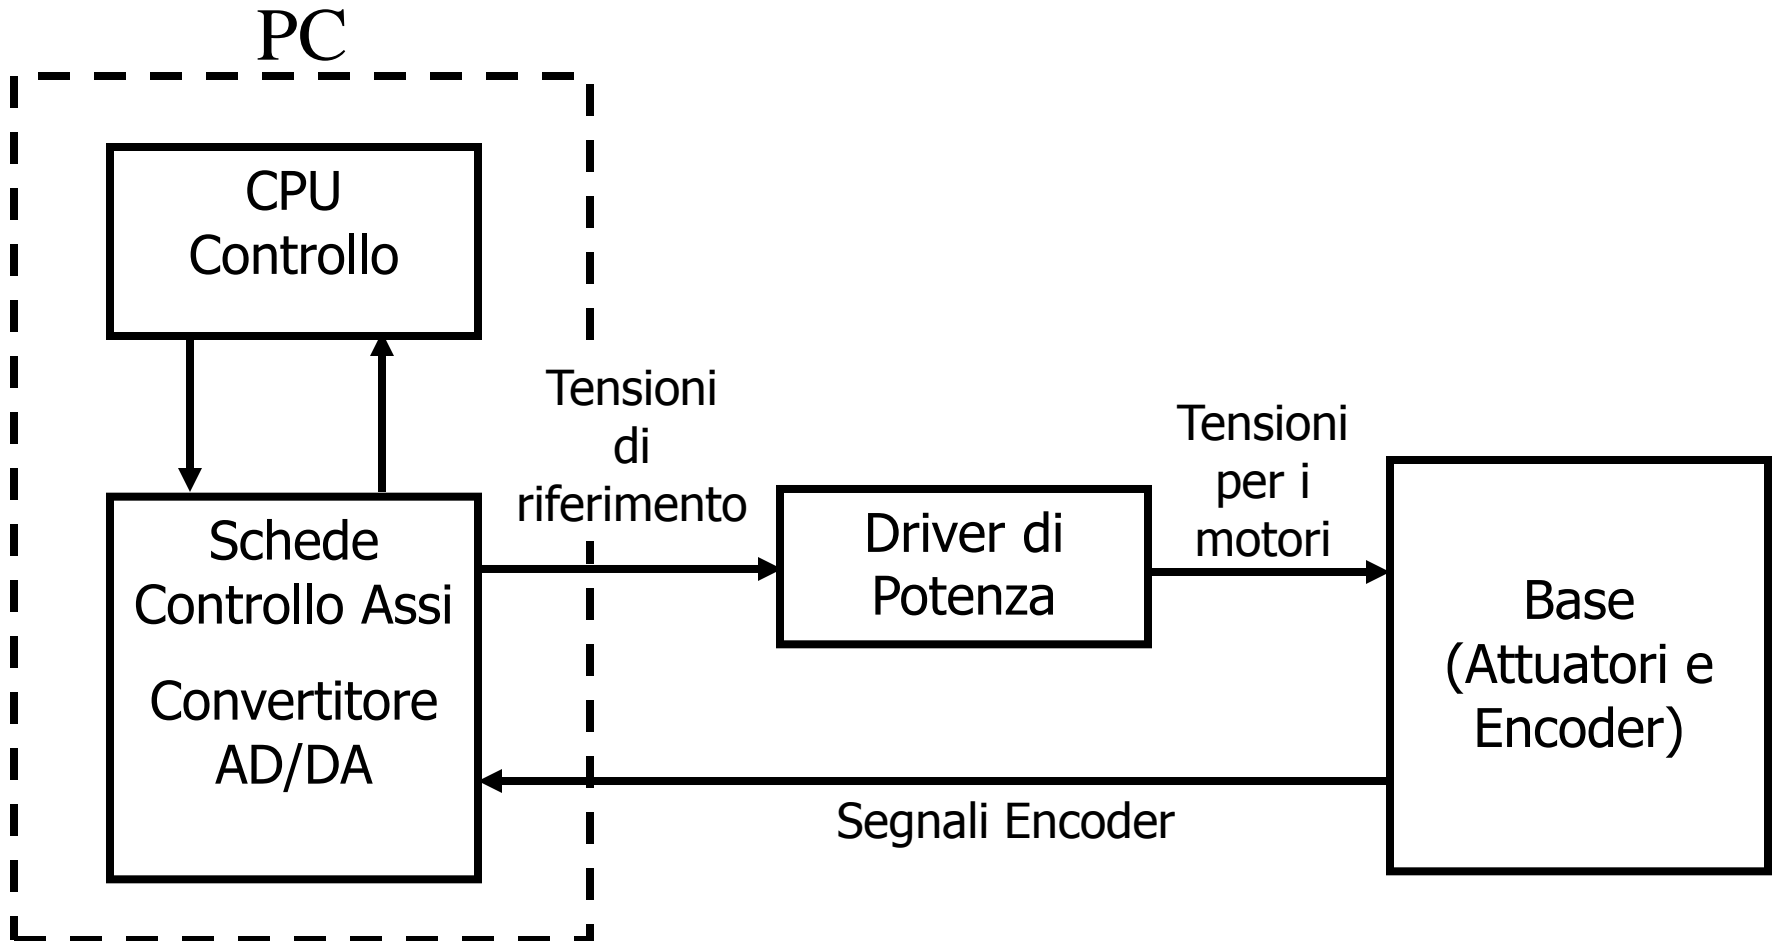 PC
CPU
Controllo
Tensioni
di
riferimento
Tensioni
per i
motori
Schede
Controllo Assi
Convertitore
AD/DA
Driver di
Potenza
Base
(Attuatori e
Encoder)
Segnali Encoder